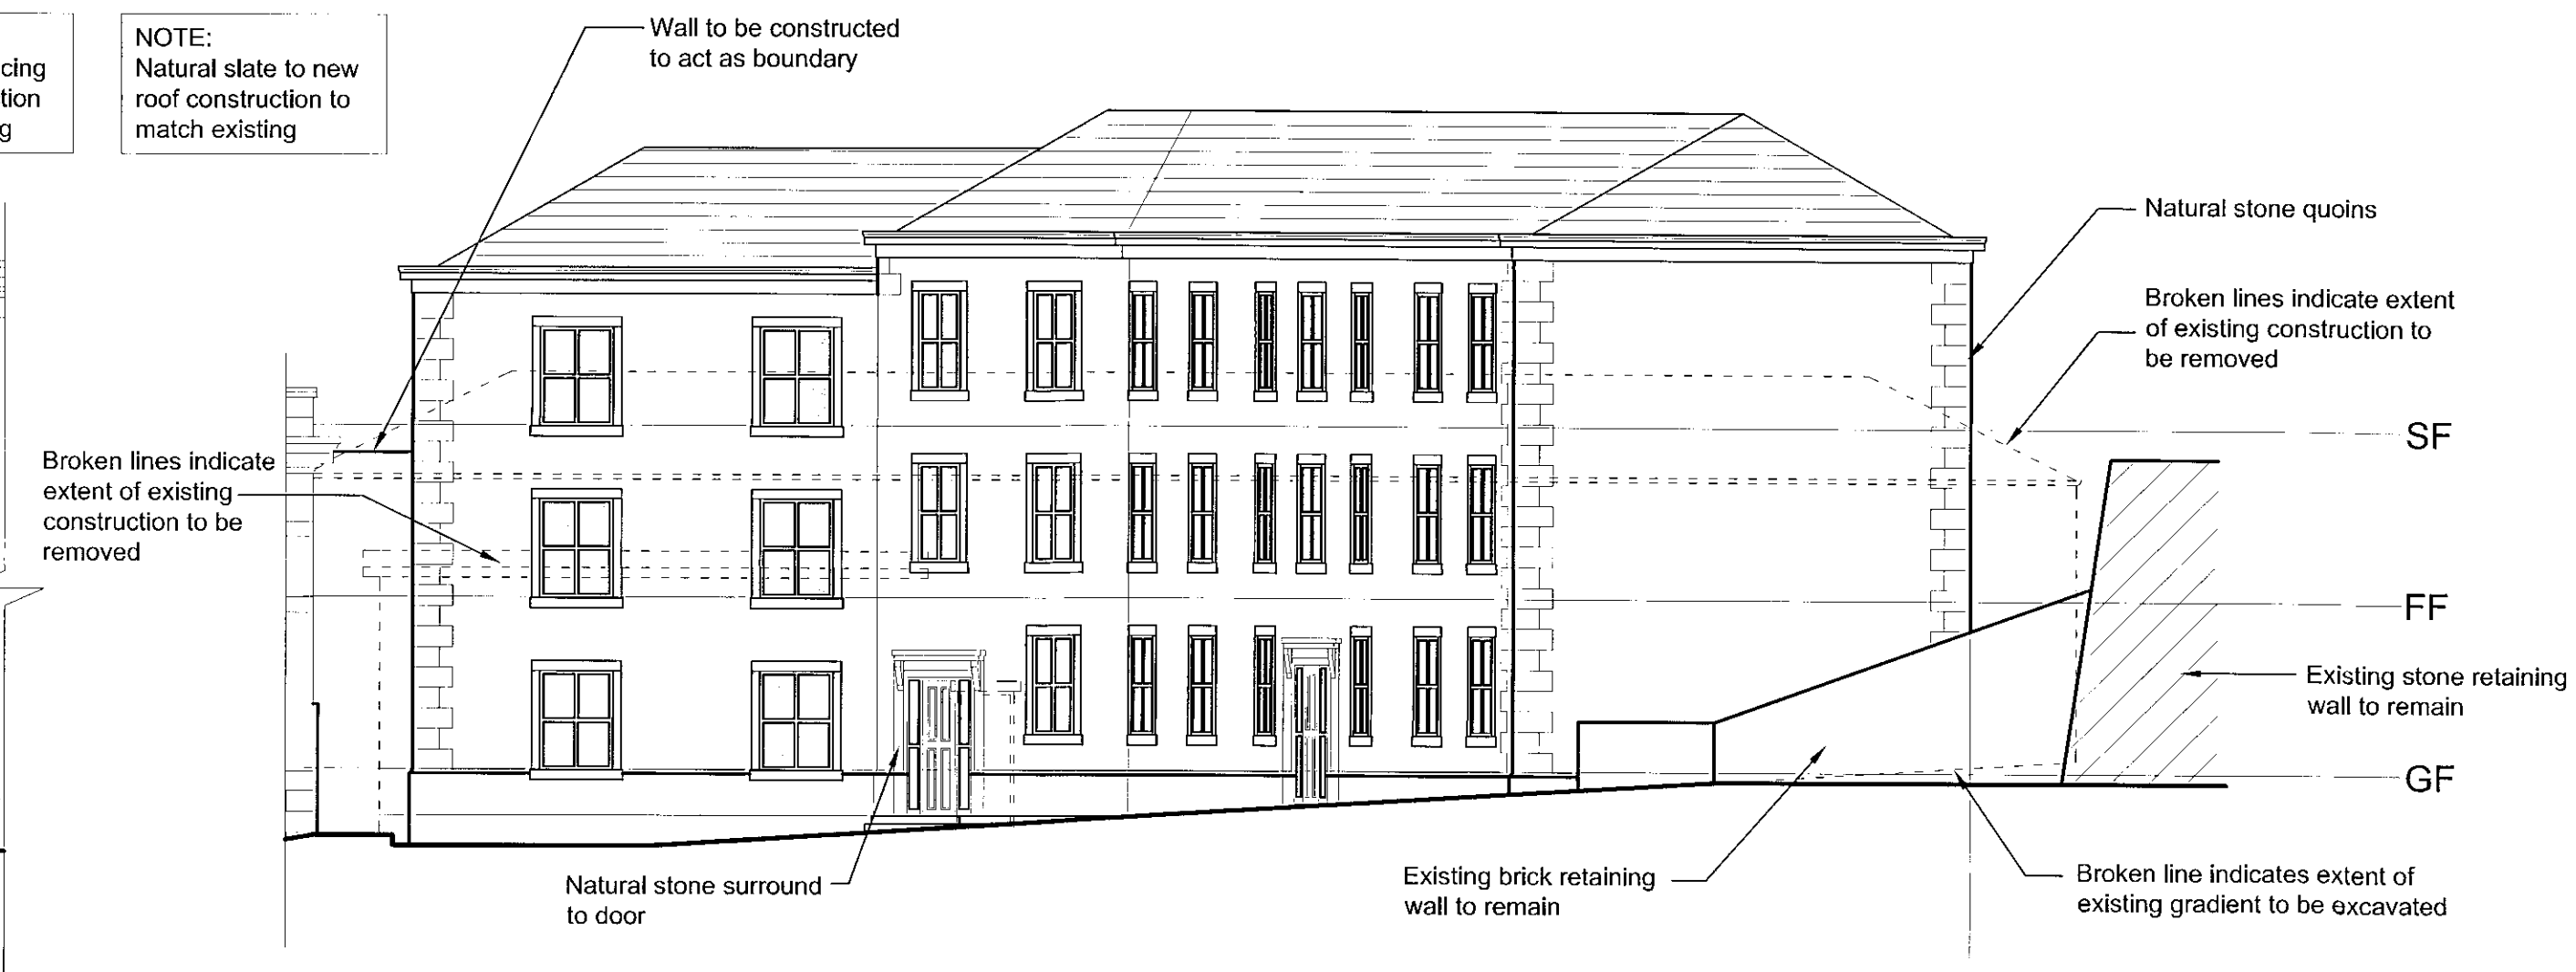 cing
tion
g
NOTE:
Natural slate to new
roof construction to
match existing
Wall to be constructed
to act as boundary
Natural stone quoins
Broken lines indicate extent
of existing construction to
be removed
SF
Broken lines indicate
extent of existing
construction to be
removed
FF
Existing stone retaining
wall to remain
GF
Natural stone surround
to door
Existing brick retaining
wall to remain
Broken line indicates extent of
existing gradient to be excavated